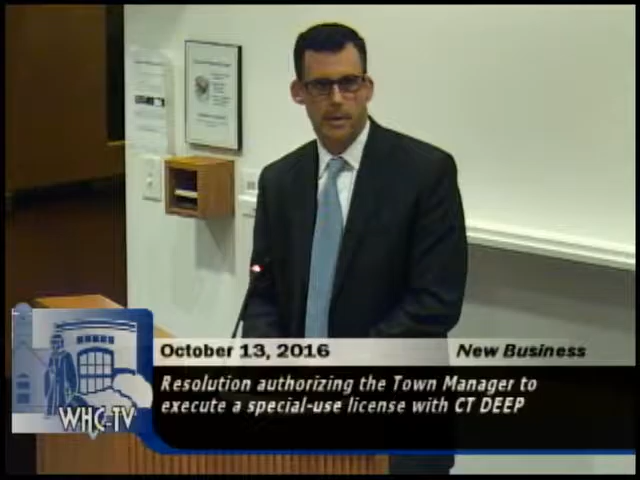 October 13, 2016 New Business
Resolution authorizing the Town Manager to
execute a special-use license with CT DEEP
WHC-TV